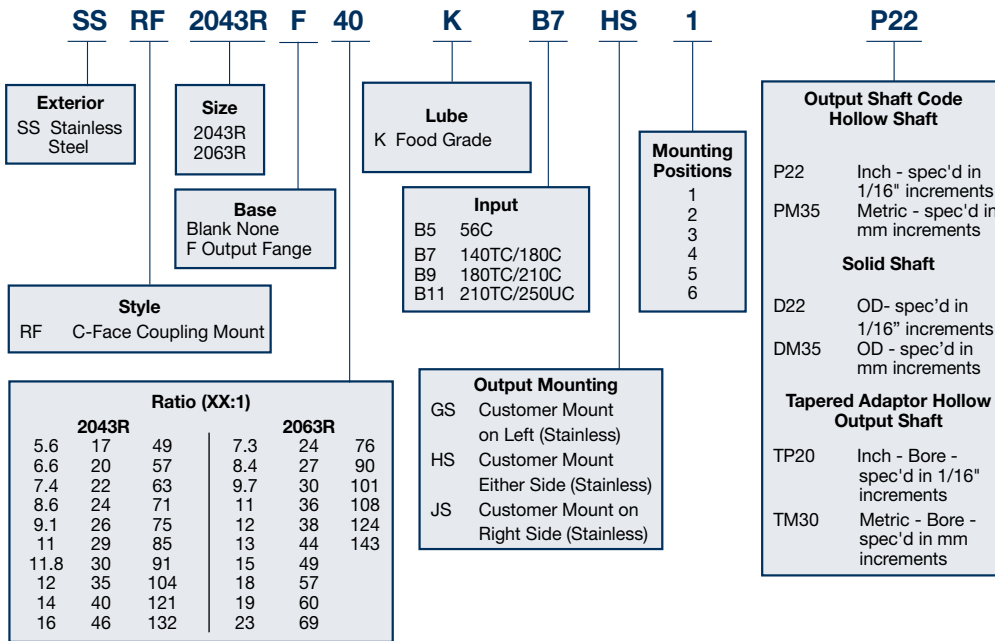 SS RF 2043R F 40 K B7 HS 1 P22
Exterior
SS Stainless
Steel
Size
2043R
2063R
Lube
K Food Grade
Base
Blank None
F Output Fange
Input
B5 56C
B7 140TC/180C
B9 180TC/210C
B11 210TC/250UC
Mounting
Positions
1
2
3
4
5
6
Style
RF C-Face Coupling Mount
Ratio (XX:1)
2043R 2063R
5.6 17 49 7.3 24 76
6.6 20 57 8.4 27 90
7.4 22 63 9.7 30 101
8.6 24 71 11 36 108
9.1 26 75 12 38 124
11 29 85 13 44 143
11.8 30 91 15 49
12 35 104 18 57
14 40 121 19 60
16 46 132 23 69
Output Mounting
GS Customer Mount
on Left (Stainless)
HS Customer Mount
Either Side (Stainless)
JS Customer Mount on
Right Side (Stainless)
Output Shaft Code
Hollow Shaft
P22 Inch - spec'd in
1/16" increments
PM35 Metric - spec'd in
mm increments
Solid Shaft
D22 OD- spec’d in
1/16” increments
DM35 OD - spec’d in
mm increments
Tapered Adaptor Hollow
Output Shaft
TP20 Inch - Bore -
spec'd in 1/16"
increments
TM30 Metric - Bore -
spec'd in mm
increments